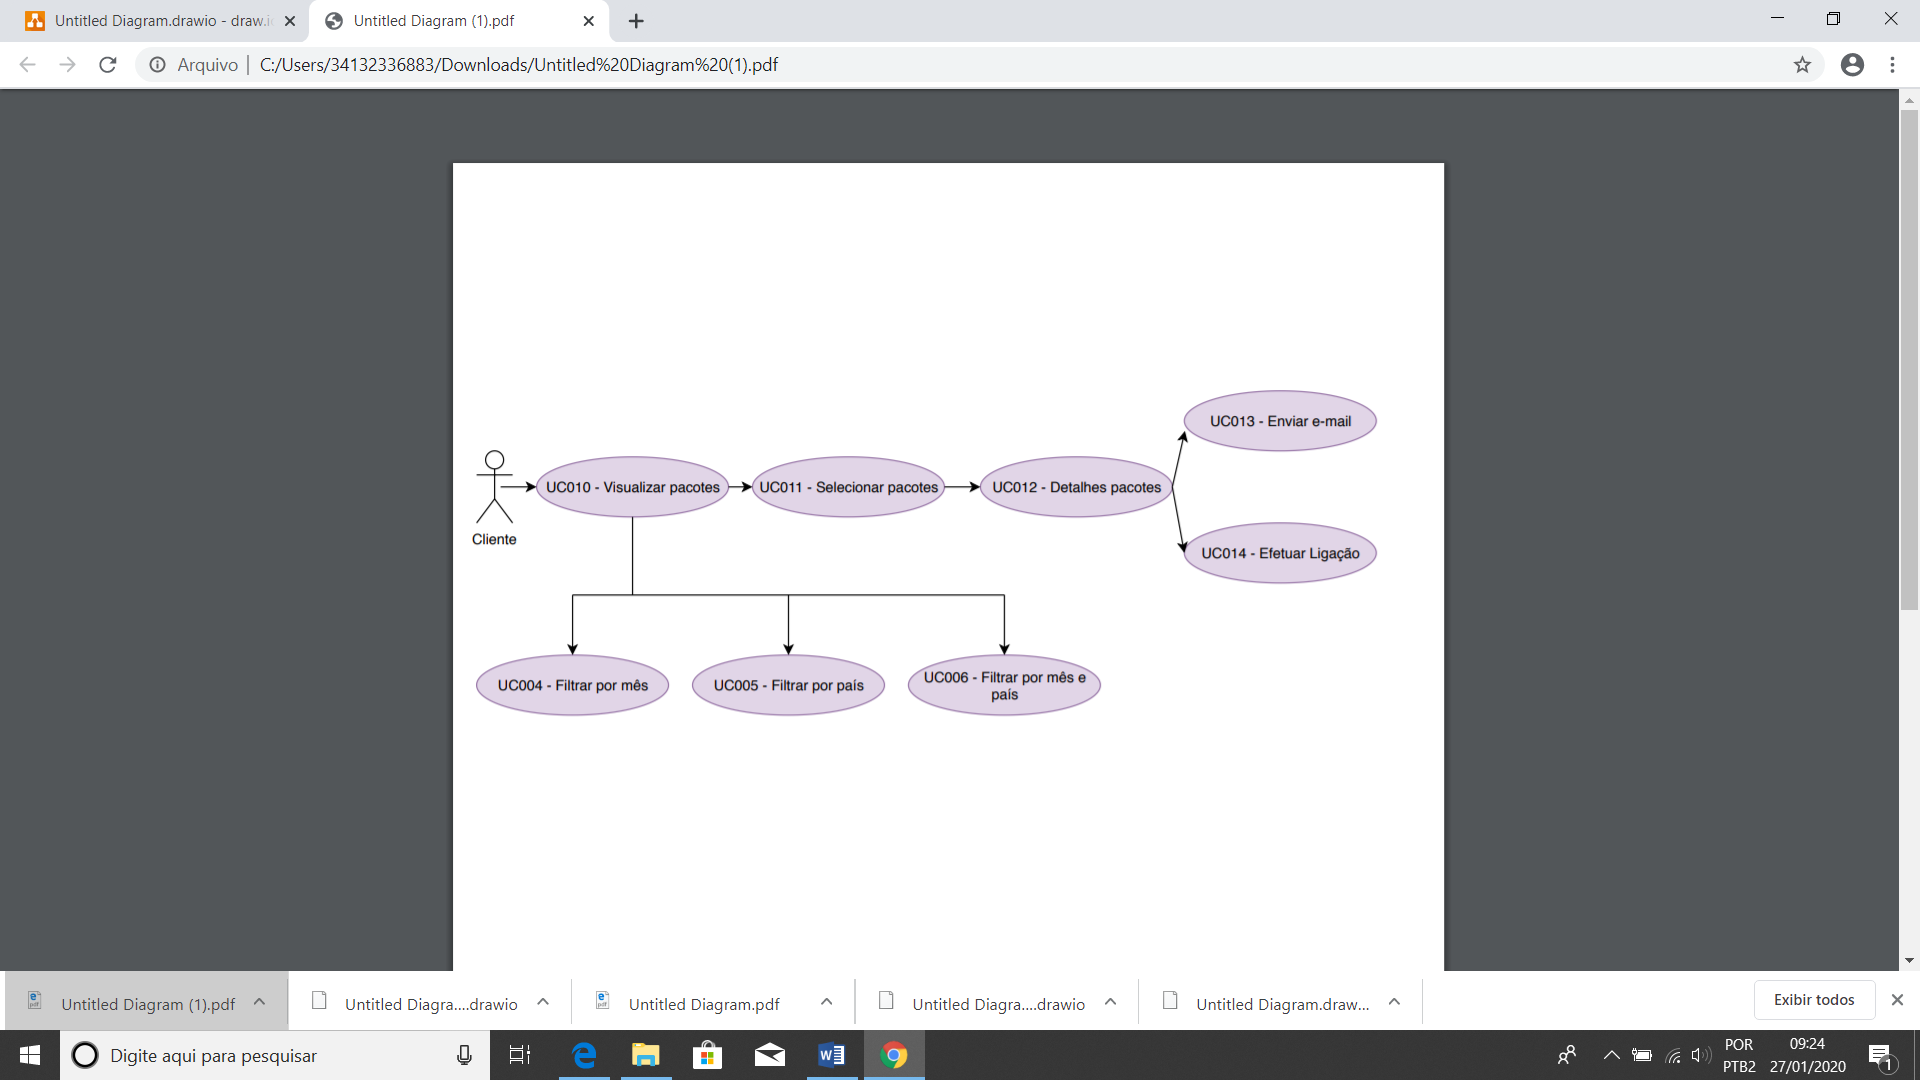 Untitled Diagram.drawio - draw.i
Untitled Diagram (1).pdf
Arquivo
C:/Users/34132336883/Downloads/Untitled%20Diagram%20(1).pdf
UC013 - Enviar e-mail
UC010 - Visualizar pacotes
UC011 - Selecionar pacotes
UC012 - Detalhes pacotes
Cliente
UC014 - Efetuar Ligação
UC004 - Filtrar por mês
UC005 - Filtrar por país
UC006 - Filtrar por mês e
país
Untitled Diagram (1).pdf
Untitled Diagra....drawio
Untitled Diagram.pdf
Untitled Diagra....drawio
Untitled Diagram.draw...
Exibir todos
Digite aqui para pesquisar
POR
PTB2
09:24
27/01/2020
1